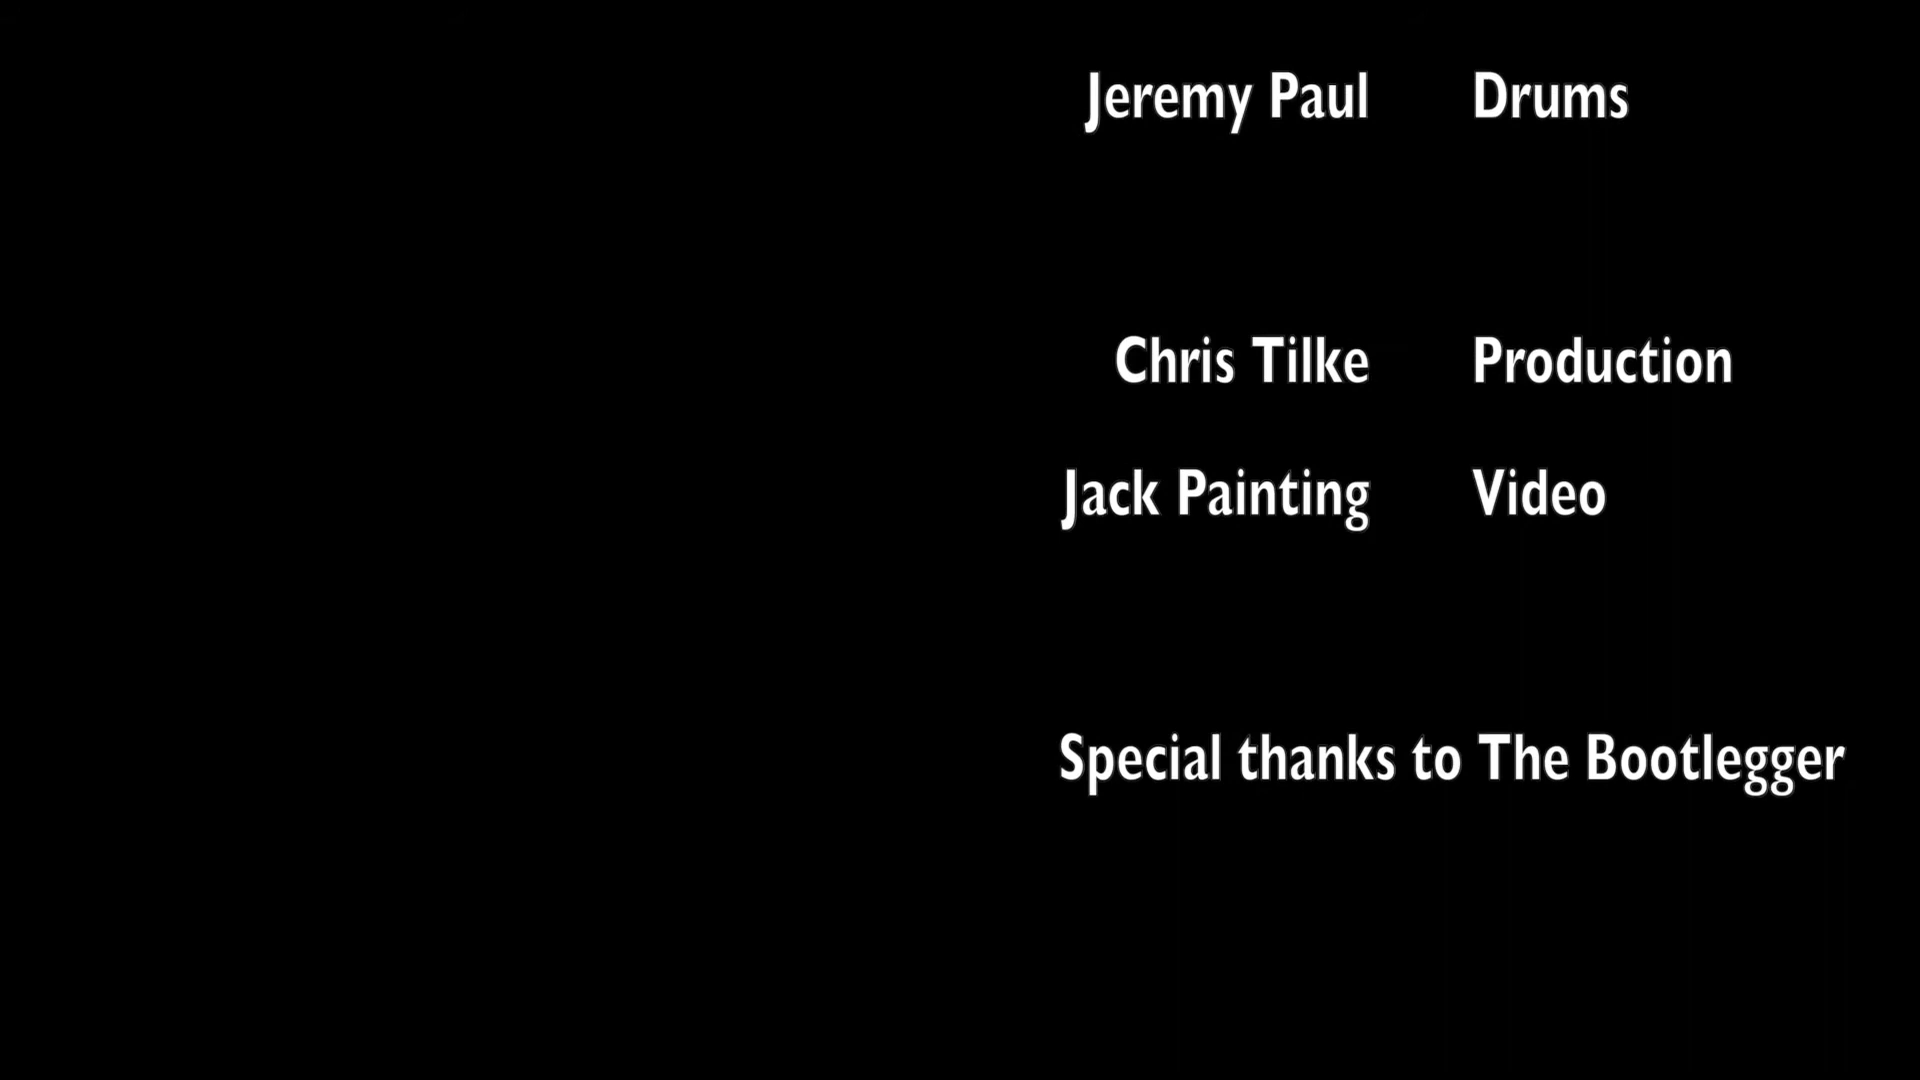 Jeremy Paul Drums
Chris Tilke Production
Jack Painting Video
Special thanks to The Bootlegger